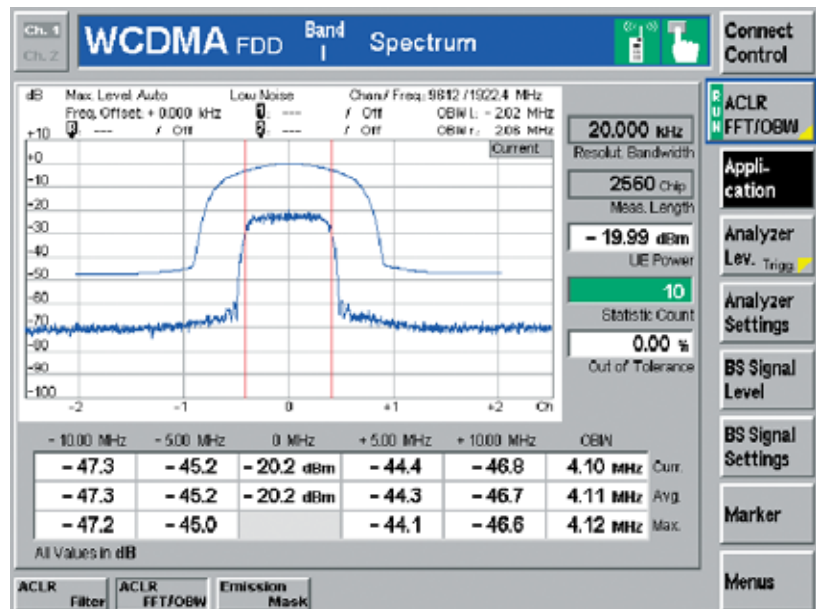 Ch. 1
Ch. 2
WCDMA FDD Band I Spectrum
Connect Control
dB Max. Level: Auto Low Noise Chan./ Freq.: 9612 /1922.4 MHz
Freq. Offset: + 0.000 kHz 1: --- / Off OBW l: - 2.02 MHz
+10 --- / Off --- / Off OBW r: 2.06 MHz
Current
+0
-10
-20
-30
-40
-50
-60
-70
-80
-90
-100
-2 -1 0 +1 +2 Ch
20.000 kHz
Resolut. Bandwidth
2560 Chip
Meas. Length
- 19.99 dBm
UE Power
10
Statistic Count
0.00 %
Out of Tolerance
RUN
ACLR FFT/OBW
Appli-
cation
Analyzer
Lev. Trigg.
Analyzer
Settings
BS Signal
Level
BS Signal
Settings
Marker
Menus
- 10.00 MHz - 5.00 MHz 0 MHz + 5.00 MHz + 10.00 MHz OBW
- 47.3 - 45.2 - 20.2 dBm - 44.4 - 46.8 4.10 MHz Curr.
- 47.3 - 45.2 - 20.2 dBm - 44.3 - 46.7 4.11 MHz Avg.
- 47.2 - 45.0 - 44.1 - 46.6 4.12 MHz Max.
All Values in dB
ACLR Filter
ACLR FFT/OBW
Emission Mask